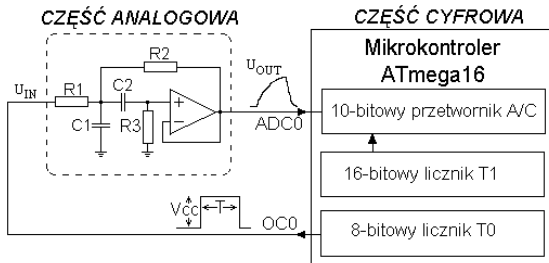 CZĘŚĆ ANALOGOWA
CZĘŚĆ CYFROWA
Mikrokontroler
ATmega16
UIN
R1
R2
C2
C1
R3
UOUT
ADC0
10-bitowy przetwornik A/C
16-bitowy licznik T1
8-bitowy licznik T0
VCC
T
OC0